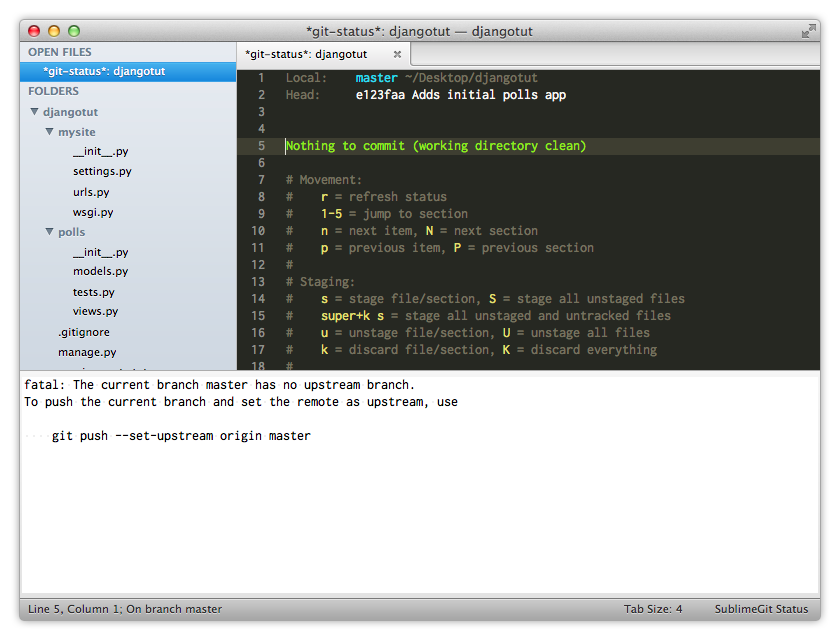 *git-status*: djangotut — djangotut
OPEN FILES
*git-status*: djangotut
FOLDERS
djangotut
mysite
__init__.py
settings.py
urls.py
wsgi.py
polls
__init__.py
models.py
tests.py
views.py
.gitignore
manage.py
*git-status*: djangotut ×
1 Local: master ~/Desktop/djangotut
2 Head: e123faa Adds initial polls app
3
4
5 Nothing to commit (working directory clean)
6
7 # Movement:
8 # r = refresh status
9 # 1-5 = jump to section
10 # n = next item, N = next section
11 # p = previous item, P = previous section
12 #
13 # Staging:
14 # s = stage file/section, S = stage all unstaged files
15 # super+k s = stage all unstaged and untracked files
16 # u = unstage file/section, U = unstage all files
17 # k = discard file/section, K = discard everything
18 #
fatal: The current branch master has no upstream branch.
To push the current branch and set the remote as upstream, use
git push --set-upstream origin master
Line 5, Column 1; On branch master
Tab Size: 4
SublimeGit Status